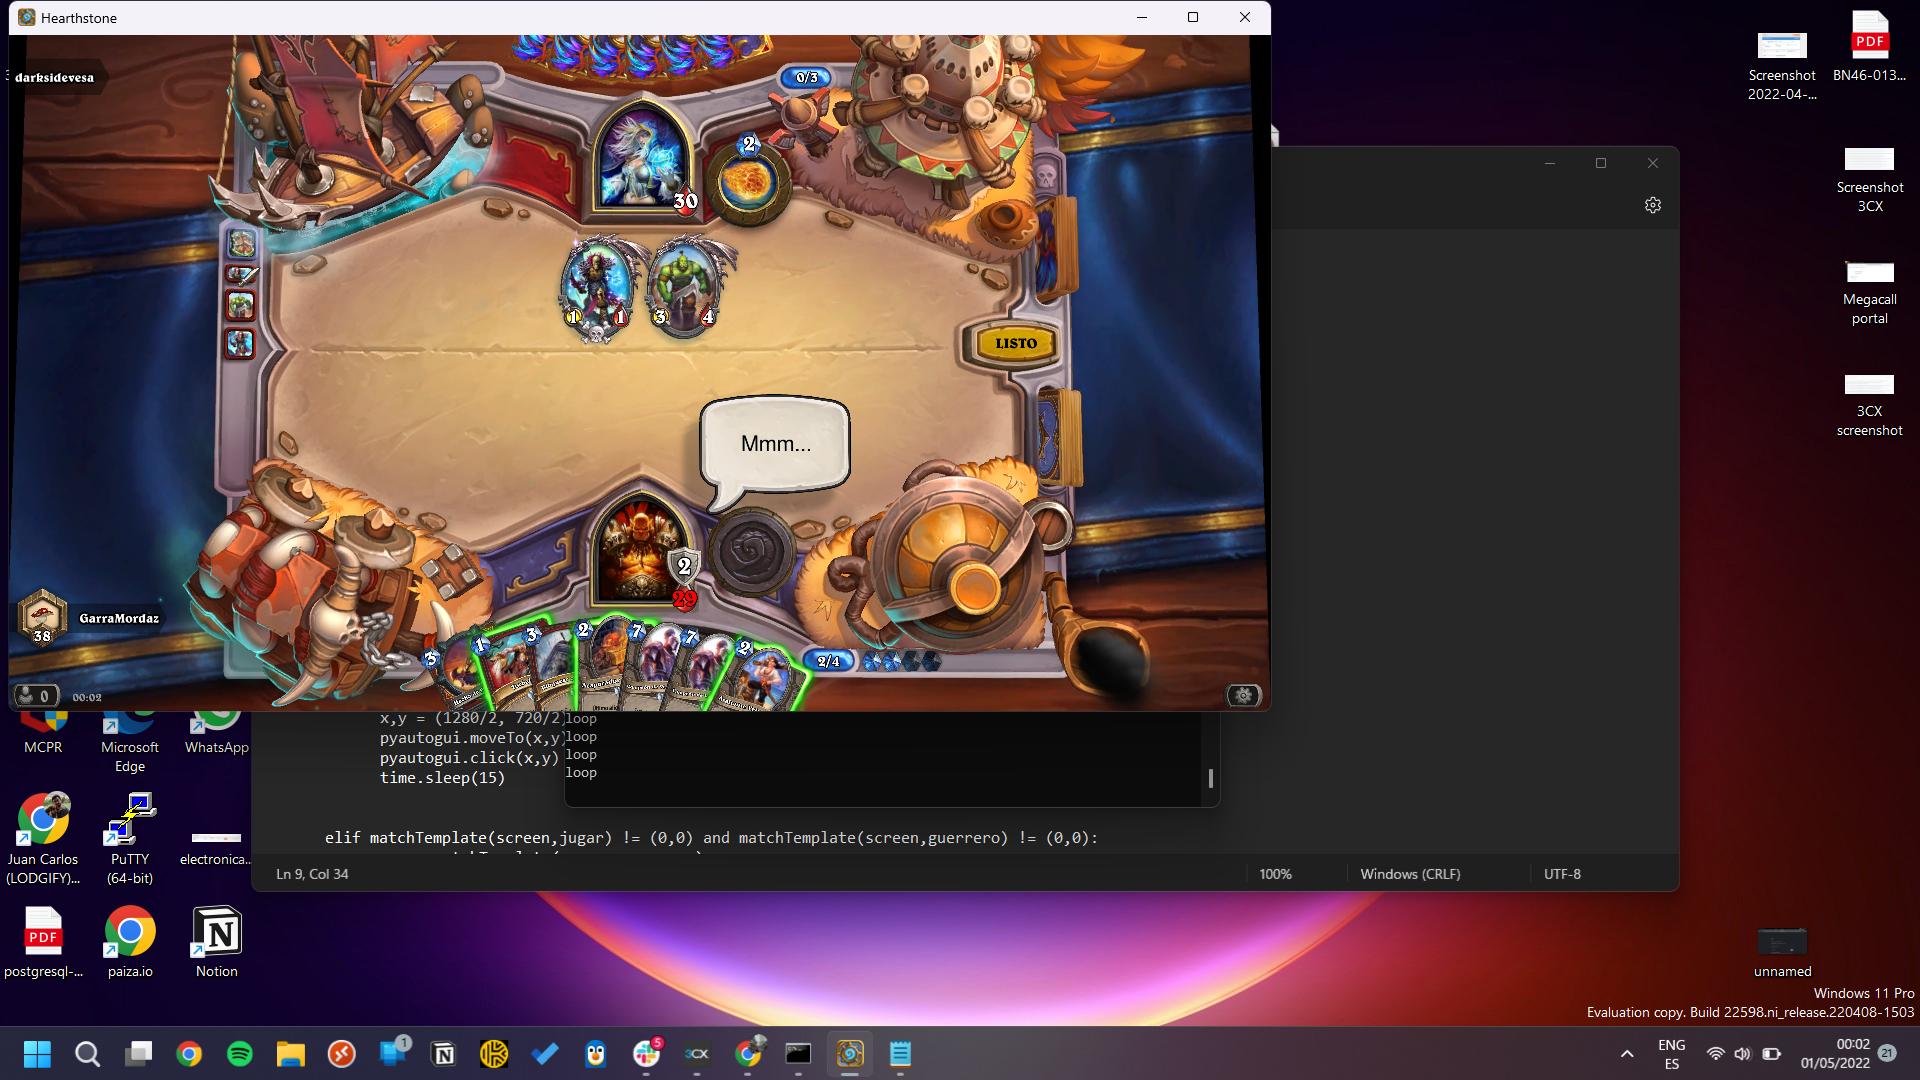 Hearthstone
darksidevesa
0/3
2
30
1
1
3
4
LISTO
Mmm...
2
29
38
GarraMordaz
3
1
3
2
7
7
2
2/4
0
00:02
x,y = (1280/2, 720/2)
pyautogui.moveTo(x,y)
pyautogui.click(x,y)
time.sleep(15)
loop
loop
loop
loop
elif matchTemplate(screen,jugar) != (0,0) and matchTemplate(screen,guerrero) != (0,0):
Ln 9, Col 34
100%
Windows (CRLF)
UTF-8
Screenshot
2022-04-...
PDF
BN46-013...
Screenshot
3CX
Megacall
portal
3CX
screenshot
MCPR
Microsoft
Edge
WhatsApp
Juan Carlos
(LODGIFY)...
PuTTY
(64-bit)
electronica...
PDF
postgresql-...
paiza.io
Notion
unnamed
Windows 11 Pro
Evaluation copy. Build 22598.ni_release.220408-1503
1
5
3CX
ENG
ES
00:02
01/05/2022
21